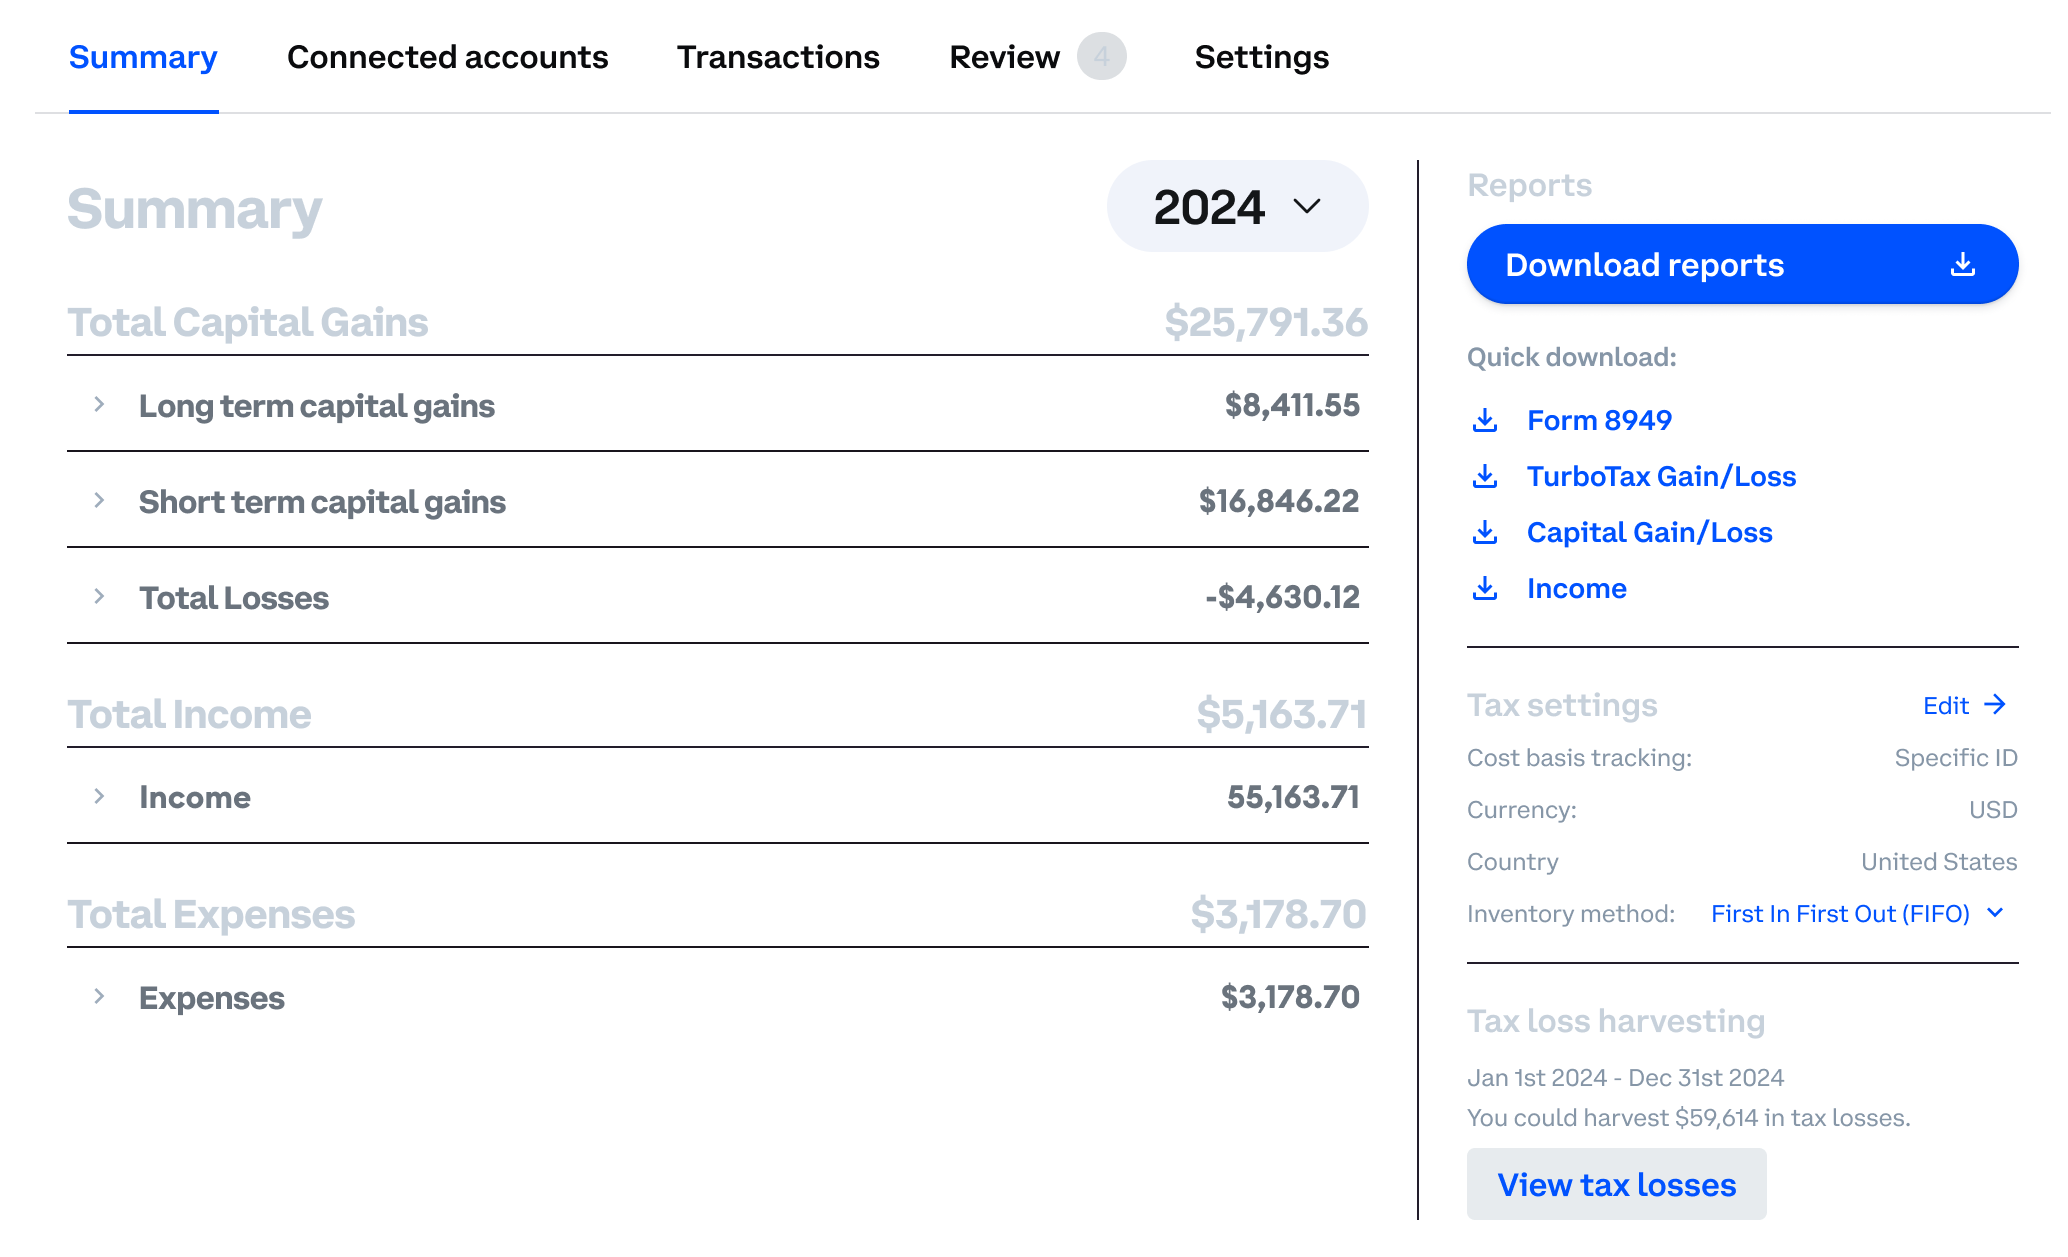 Summary Connected accounts Transactions Review 4 Settings
Summary 2024
Total Capital Gains $25,791.36
Long term capital gains $8,411.55
Short term capital gains $16,846.22
Total Losses -$4,630.12
Total Income $5,163.71
Income 55,163.71
Total Expenses $3,178.70
Expenses $3,178.70
Reports
Download reports
Quick download:
Form 8949
TurboTax Gain/Loss
Capital Gain/Loss
Income
Tax settings Edit
Cost basis tracking: Specific ID
Currency: USD
Country United States
Inventory method: First In First Out (FIFO)
Tax loss harvesting
Jan 1st 2024 - Dec 31st 2024
You could harvest $59,614 in tax losses.
View tax losses